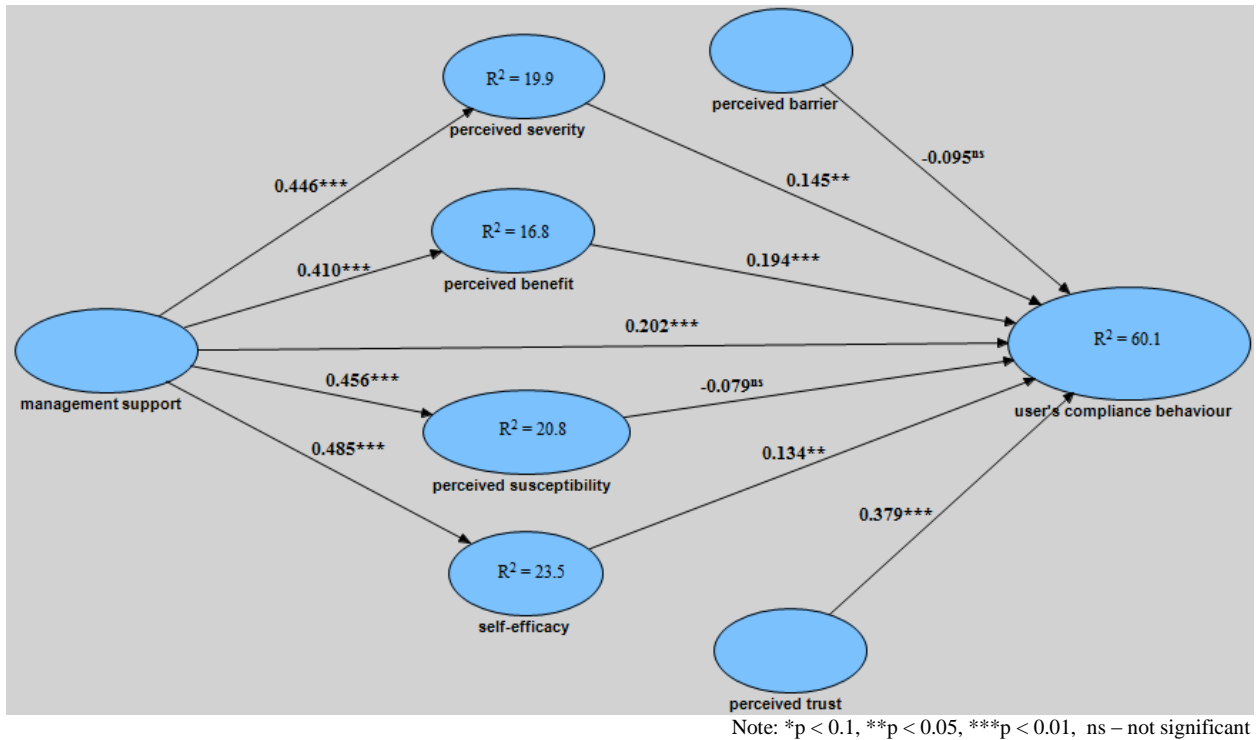 R² = 19.9
perceived severity
perceived barrier
-0.095ⁿˢ
0.446***
0.145**
R² = 16.8
perceived benefit
0.410***
0.194***
management support
0.202***
R² = 60.1
user's compliance behaviour
0.456***
-0.079ⁿˢ
R² = 20.8
perceived susceptibility
0.485***
0.134**
R² = 23.5
self-efficacy
0.379***
perceived trust
Note: *p < 0.1, **p < 0.05, ***p < 0.01, ns – not significant